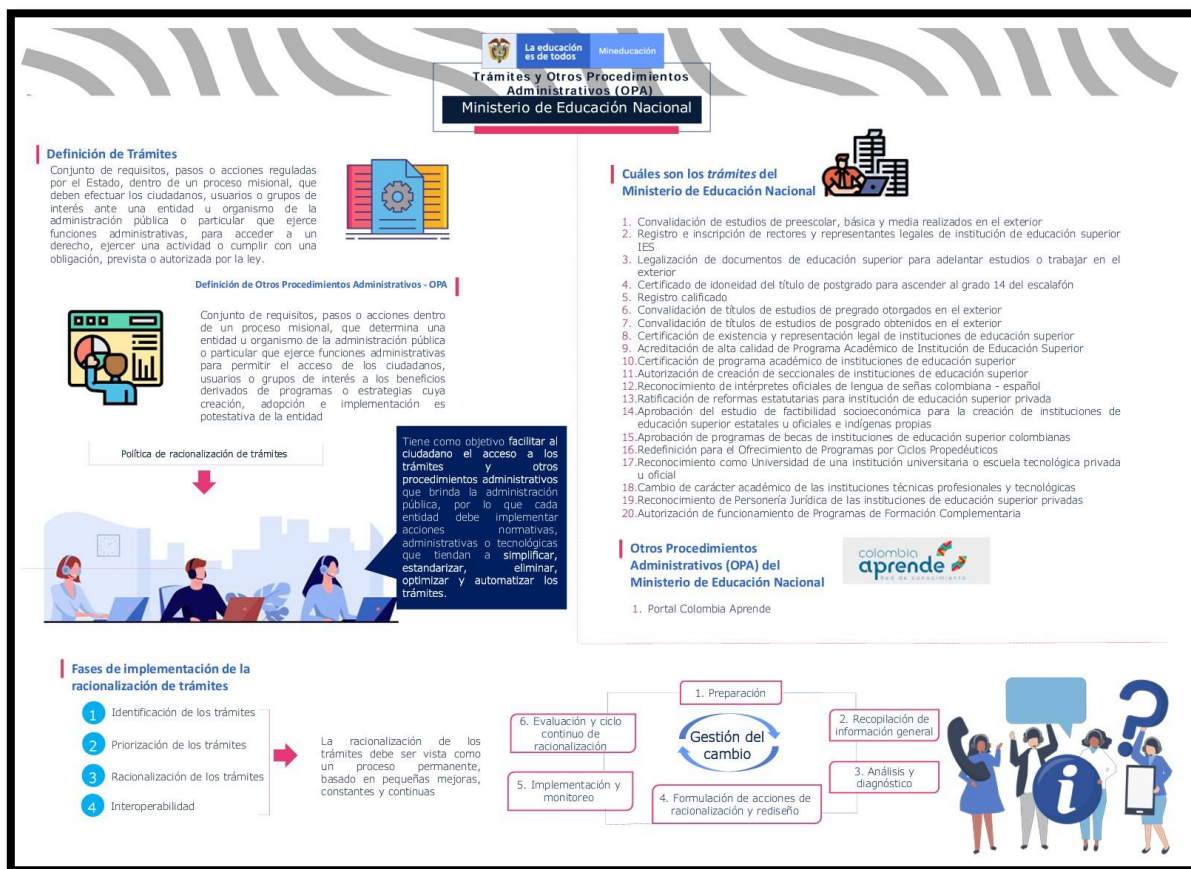 La educación
es de todos
Mineducación
Trámites y Otros Procedimientos
Administrativos (OPA)
Ministerio de Educación Nacional
Definición de Trámites
Conjunto de requisitos, pasos o acciones reguladas
por el Estado, dentro de un proceso misional, que
deben efectuar los ciudadanos, usuarios o grupos de
interés ante una entidad u organismo de la
administración pública o particular que ejerce
funciones administrativas, para acceder a un
derecho, ejercer una actividad o cumplir con una
obligación, prevista o autorizada por la ley.
Definición de Otros Procedimientos Administrativos - OPA
Conjunto de requisitos, pasos o acciones dentro
de un proceso misional, que determina una
entidad u organismo de la administración pública
o particular que ejerce funciones administrativas
para permitir el acceso de los ciudadanos,
usuarios o grupos de interés a los beneficios
derivados de programas o estrategias cuya
creación, adopción e implementación es
potestativa de la entidad
Política de racionalización de trámites
Tiene como objetivo facilitar al
ciudadano el acceso a los
trámites y otros
procedimientos administrativos
que brinda la administración
pública, por lo que cada
entidad debe implementar
acciones normativas,
administrativas o tecnológicas
que tiendan a simplificar,
estandarizar, eliminar,
optimizar y automatizar los
trámites.
Cuáles son los trámites del
Ministerio de Educación Nacional
1. Convalidación de estudios de preescolar, básica y media realizados en el exterior
2. Registro e inscripción de rectores y representantes legales de institución de educación superior
IES
3. Legalización de documentos de educación superior para adelantar estudios o trabajar en el
exterior
4. Certificado de idoneidad del título de postgrado para ascender al grado 14 del escalafón
5. Registro calificado
6. Convalidación de títulos de estudios de pregrado otorgados en el exterior
7. Convalidación de títulos de estudios de posgrado obtenidos en el exterior
8. Certificación de existencia y representación legal de instituciones de educación superior
9. Acreditación de alta calidad de Programa Académico de Institución de Educación Superior
10.Certificación de programa académico de instituciones de educación superior
11.Autorización de creación de seccionales de instituciones de educación superior
12.Reconocimiento de intérpretes oficiales de lengua de señas colombiana - español
13.Ratificación de reformas estatutarias para institución de educación superior privada
14.Aprobación del estudio de factibilidad socioeconómica para la creación de instituciones de
educación superior estatales u oficiales e indígenas propias
15.Aprobación de programas de becas de instituciones de educación superior colombianas
16.Redefinición para el Ofrecimiento de Programas por Ciclos Propedéuticos
17.Reconocimiento como Universidad de una institución universitaria o escuela tecnológica privada
u oficial
18.Cambio de carácter académico de las instituciones técnicas profesionales y tecnológicas
19.Reconocimiento de Personería Jurídica de las instituciones de educación superior privadas
20.Autorización de funcionamiento de Programas de Formación Complementaria
Otros Procedimientos
Administrativos (OPA) del
Ministerio de Educación Nacional
colombia
aprende
Red de conocimiento
1. Portal Colombia Aprende
Fases de implementación de la
racionalización de trámites
1 Identificación de los trámites
2 Priorización de los trámites
3 Racionalización de los trámites
4 Interoperabilidad
La racionalización de los
trámites debe ser vista como
un proceso permanente,
basado en pequeñas mejoras,
constantes y continuas
Gestión del
cambio
1. Preparación
2. Recopilación de
información general
3. Análisis y
diagnóstico
4. Formulación de acciones de
racionalización y rediseño
5. Implementación y
monitoreo
6. Evaluación y ciclo
continuo de
racionalización
?
i